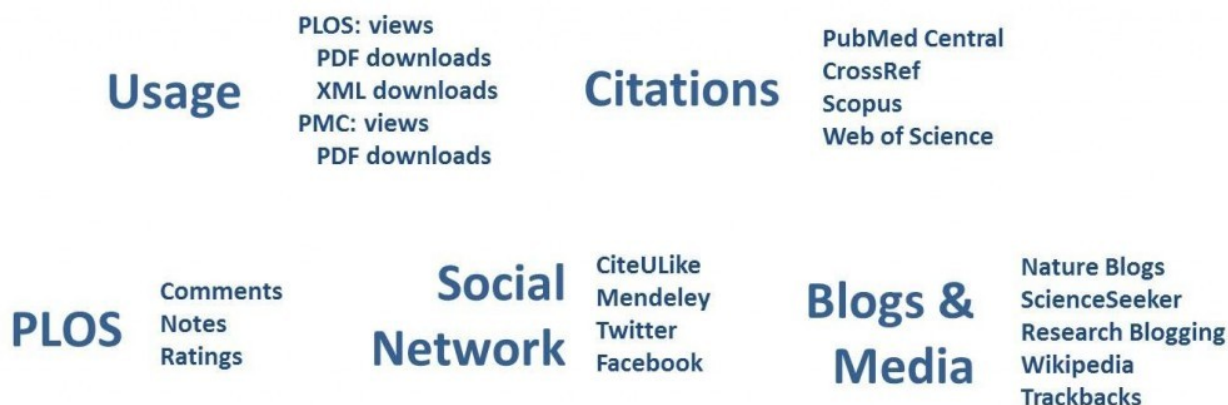 Usage
PLOS: views
PDF downloads
XML downloads
PMC: views
PDF downloads
Citations
PubMed Central
CrossRef
Scopus
Web of Science
PLOS
Comments
Notes
Ratings
Social
Network
CiteULike
Mendeley
Twitter
Facebook
Blogs &
Media
Nature Blogs
ScienceSeeker
Research Blogging
Wikipedia
Trackbacks